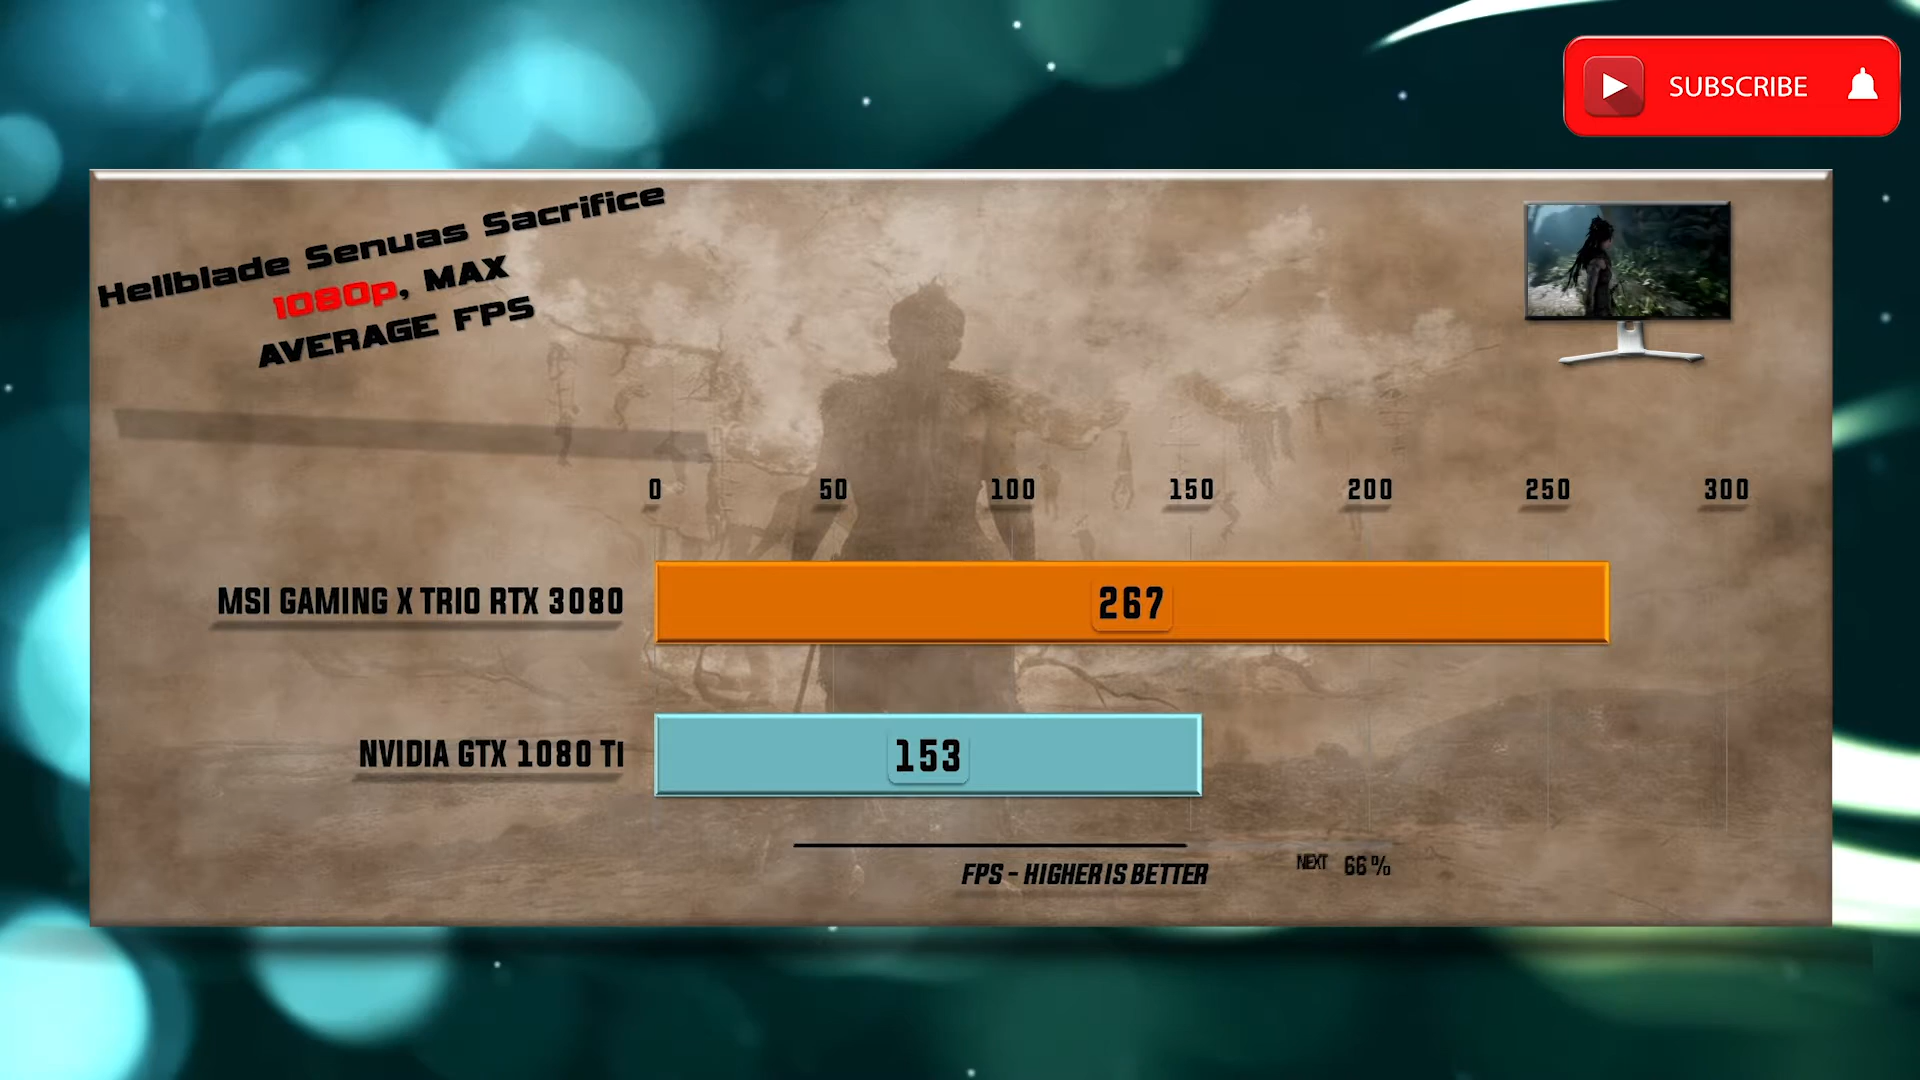 SUBSCRIBE
Hellblade Senuas Sacrifice
1080p, MAX
AVERAGE FPS
0 50 100 150 200 250 300
MSI GAMING X TRIO RTX 3080 267
NVIDIA GTX 1080 TI 153
FPS - HIGHER IS BETTER
NEXT 66%